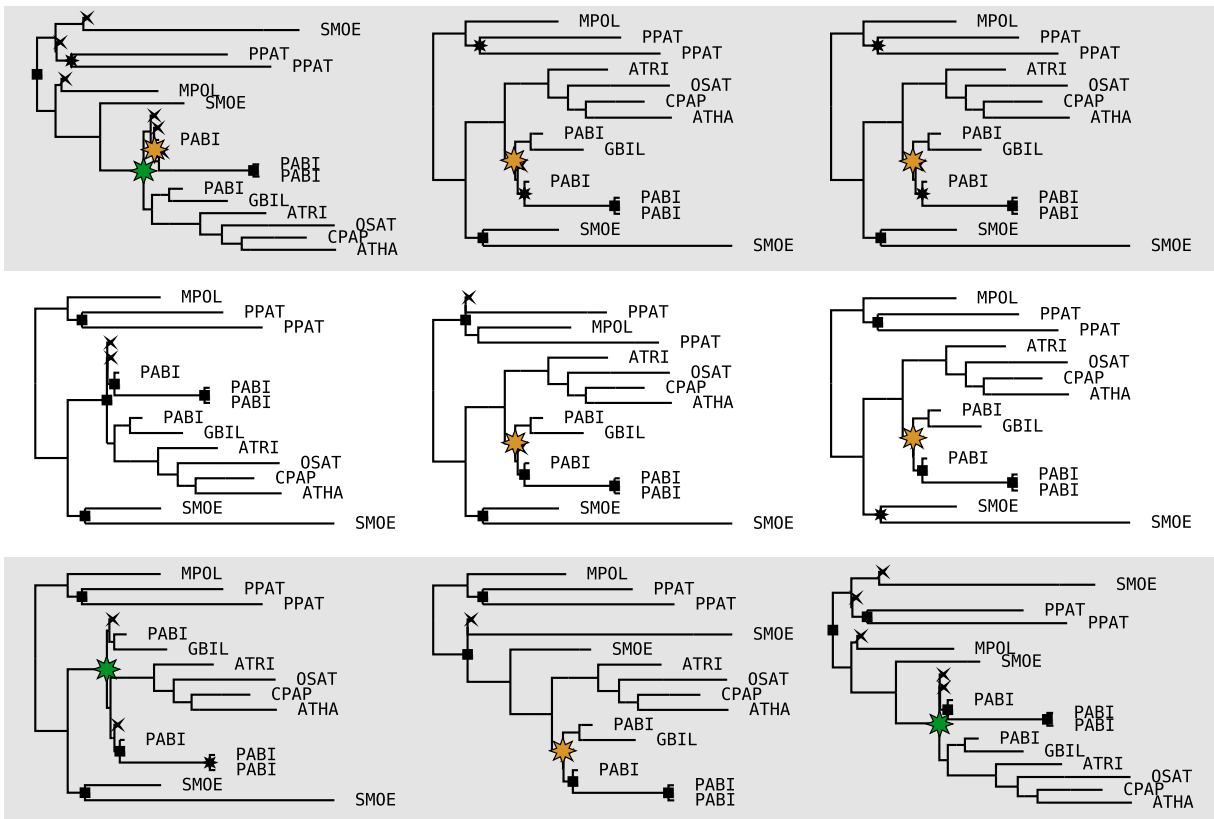 SMOE
PPAT
PPAT
MPOL
SMOE
PABI
PABI
PABI
PABI
GBIL
ATRI
OSAT
CPAP
ATHA
MPOL
PPAT
PPAT
ATRI
OSAT
CPAP
ATHA
PABI
GBIL
PABI
PABI
PABI
SMOE
SMOE
MPOL
PPAT
PPAT
ATRI
OSAT
CPAP
ATHA
PABI
GBIL
PABI
PABI
PABI
SMOE
SMOE
MPOL
PPAT
PPAT
PABI
PABI
PABI
PABI
GBIL
ATRI
OSAT
CPAP
ATHA
SMOE
SMOE
PPAT
MPOL
PPAT
ATRI
OSAT
CPAP
ATHA
PABI
GBIL
PABI
PABI
PABI
SMOE
SMOE
MPOL
PPAT
PPAT
ATRI
OSAT
CPAP
ATHA
PABI
GBIL
PABI
PABI
PABI
SMOE
SMOE
MPOL
PPAT
PPAT
PABI
GBIL
ATRI
OSAT
CPAP
ATHA
PABI
PABI
PABI
SMOE
SMOE
MPOL
PPAT
PPAT
SMOE
SMOE
ATRI
OSAT
CPAP
ATHA
PABI
GBIL
PABI
PABI
PABI
SMOE
PPAT
PPAT
MPOL
SMOE
PABI
PABI
PABI
PABI
GBIL
ATRI
OSAT
CPAP
ATHA